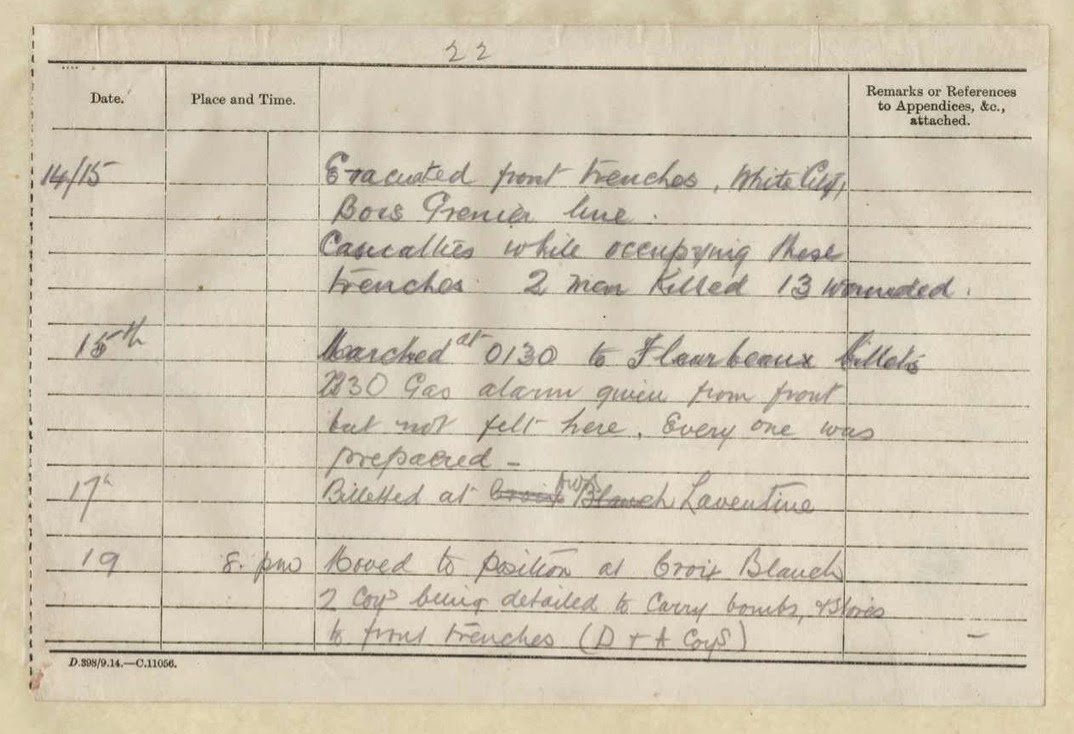 22
Date.
Place and Time.
Remarks or References
to Appendices, &c.,
attached.
14/15 Evacuated front trenches, White City,
Bois Grenier line.
Casualties while occupying these
trenches. 2 men Killed 13 wounded.
15th Marched at 0130 to Fleurbeaux billets
2330 Gas alarm given from front
but not felt here. Every one was
prepared –
17th Billetted at Croix Blanch Laventine
19 8. pm Moved to position at Croix Blanch
2 Coys being detailed to Carry bombs, & Stores
to front trenches (D & A Coys) –
D.398/9.14.—C.11056.